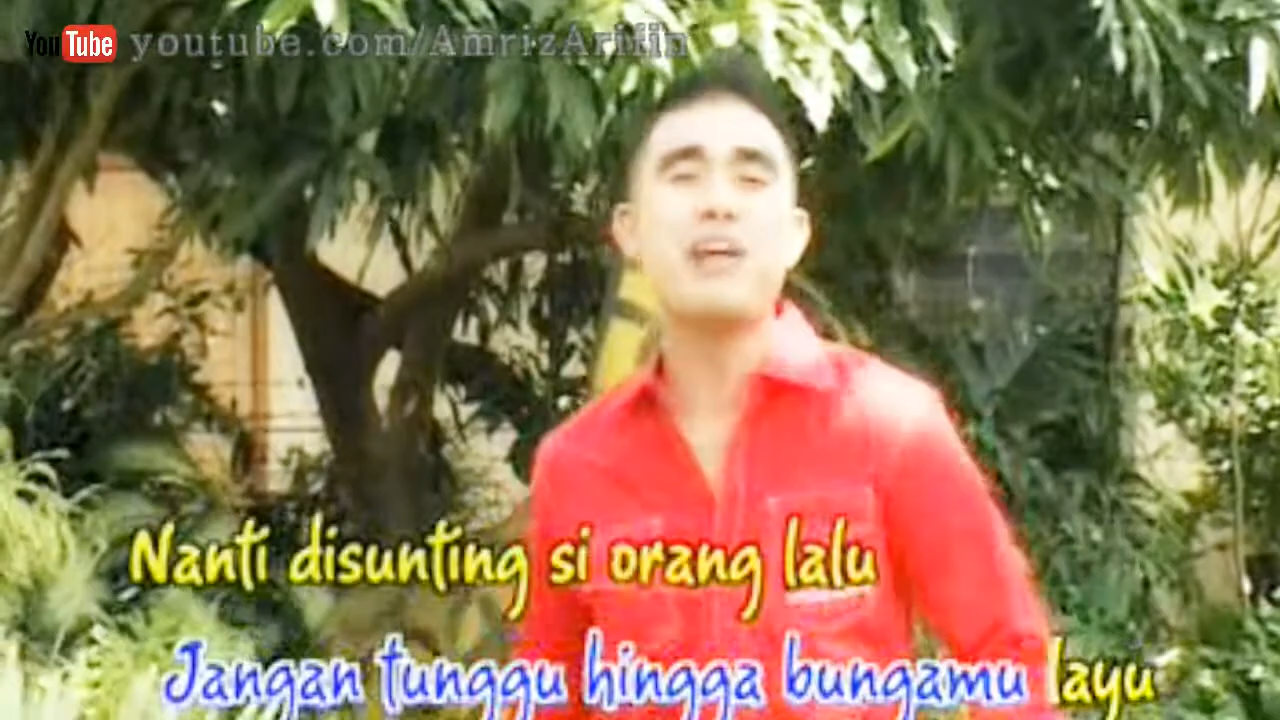 YouTube youtube.com/AmrizArifin
Nanti disunting si orang lalu
Jangan tunggu hingga bungamu layu